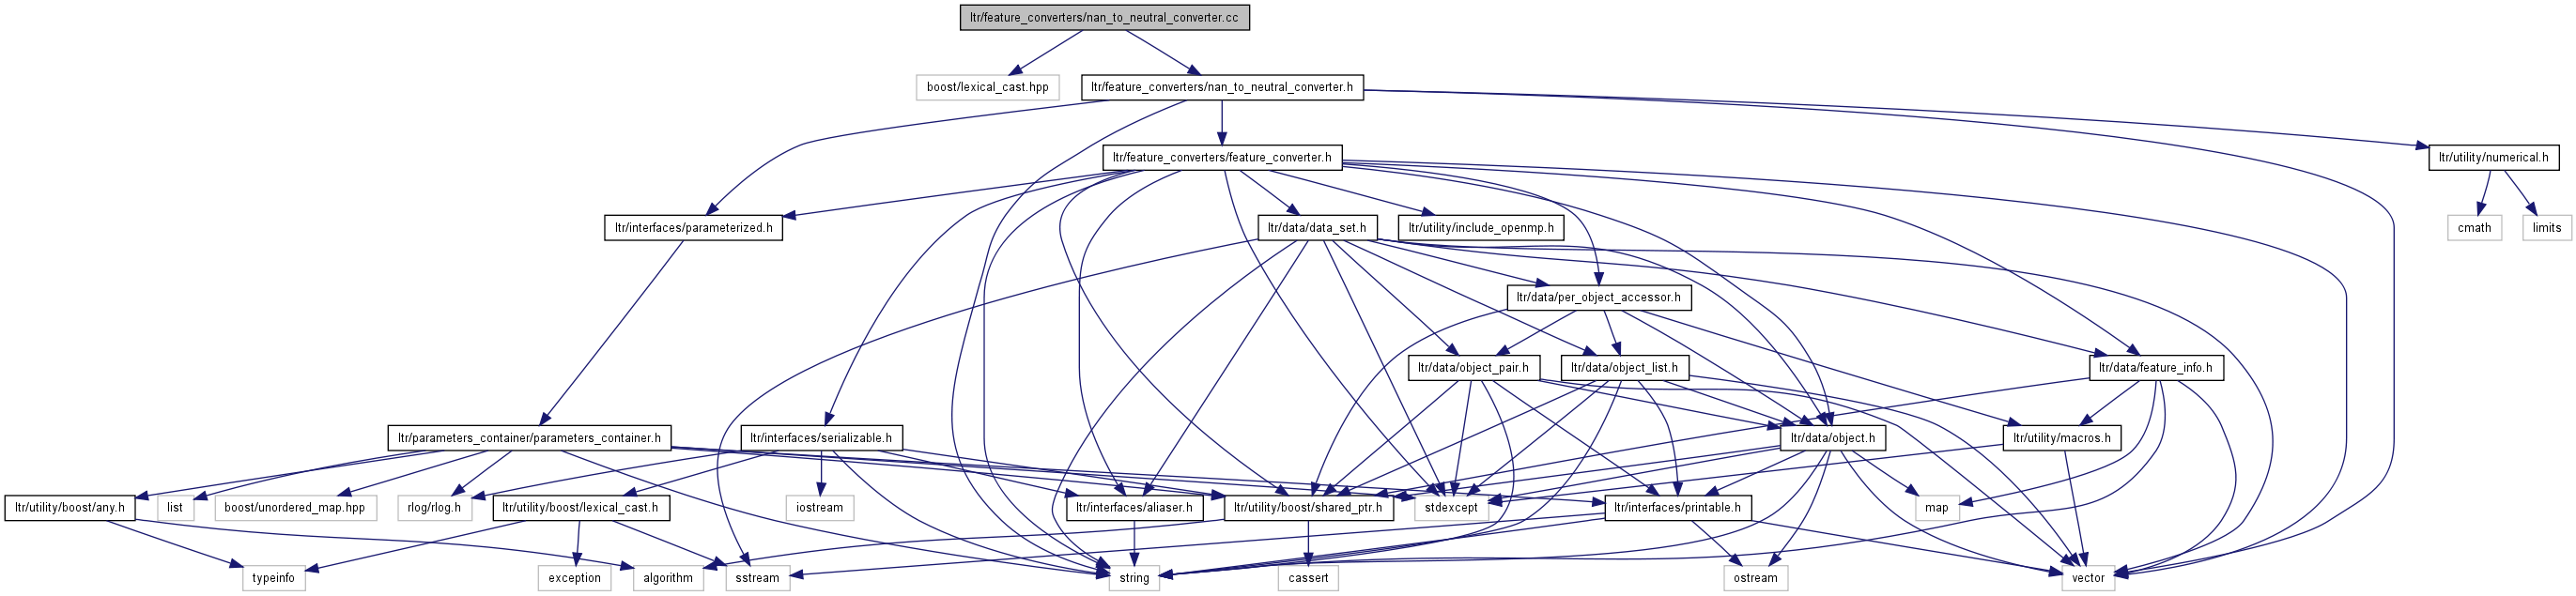 ltr/feature_converters/nan_to_neutral_converter.cc
boost/lexical_cast.hpp
ltr/feature_converters/nan_to_neutral_converter.h
ltr/feature_converters/feature_converter.h
ltr/utility/numerical.h
ltr/interfaces/parameterized.h
ltr/data/data_set.h
ltr/utility/include_openmp.h
cmath
limits
ltr/data/per_object_accessor.h
ltr/data/object_pair.h
ltr/data/object_list.h
ltr/data/feature_info.h
ltr/parameters_container/parameters_container.h
ltr/interfaces/serializable.h
ltr/data/object.h
ltr/utility/macros.h
ltr/utility/boost/any.h
list
boost/unordered_map.hpp
rlog/rlog.h
ltr/utility/boost/lexical_cast.h
iostream
ltr/interfaces/aliaser.h
ltr/utility/boost/shared_ptr.h
stdexcept
ltr/interfaces/printable.h
map
typeinfo
exception
algorithm
sstream
string
cassert
ostream
vector